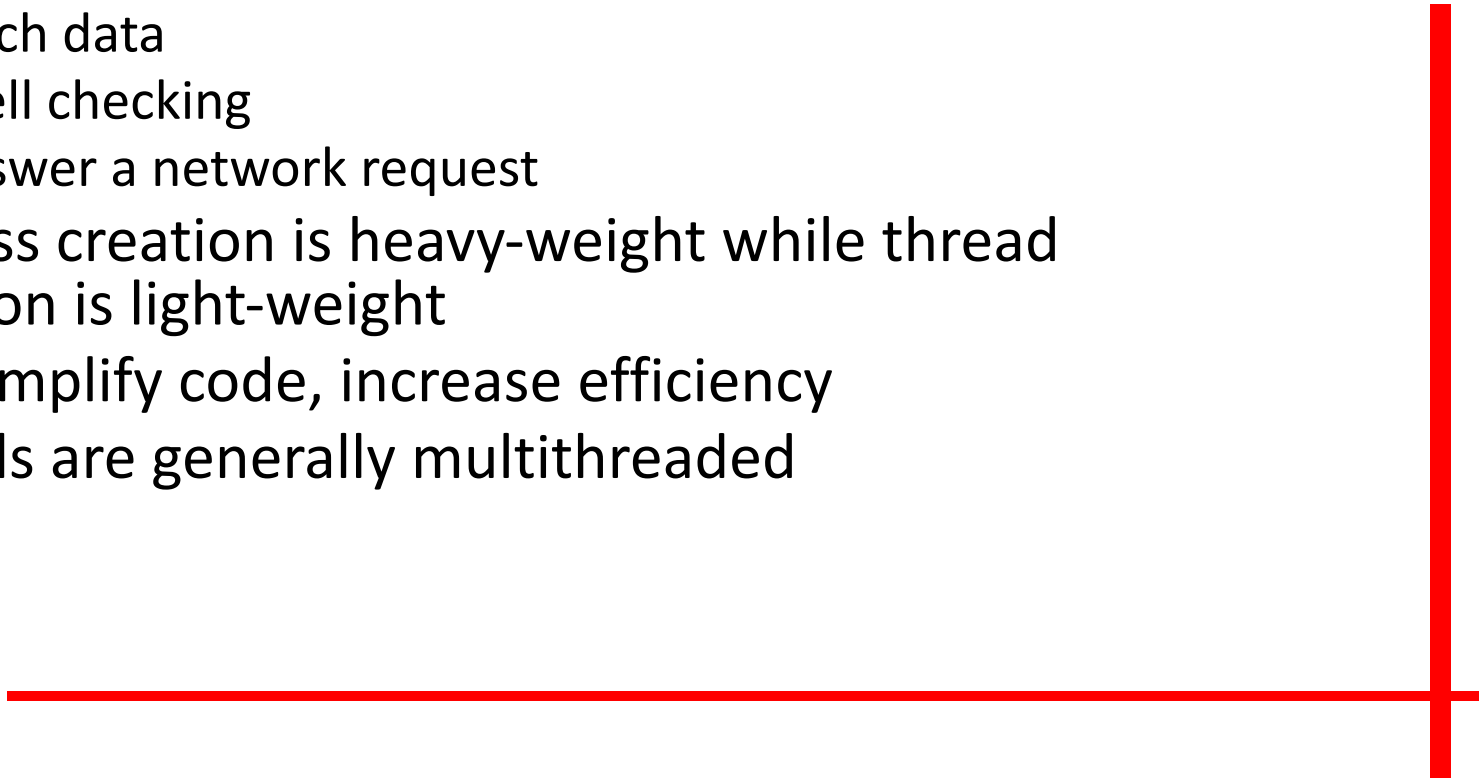 ch data
ell checking
swer a network request
ss creation is heavy-weight while thread
on is light-weight
mplify code, increase efficiency
ls are generally multithreaded